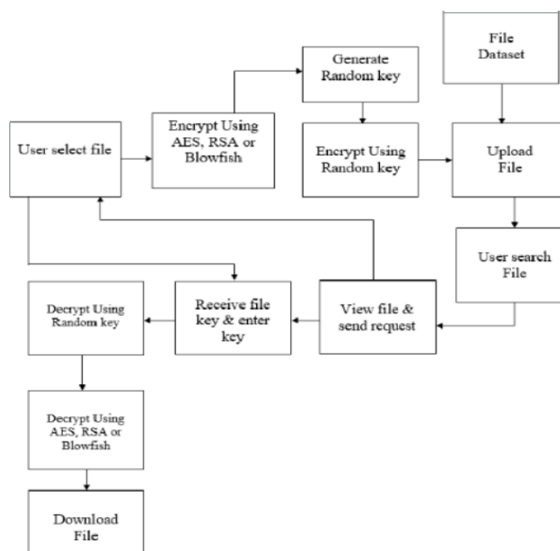 File
Dataset
Generate
Random key
User select file
Encrypt Using
AES, RSA or
Blowfish
Encrypt Using
Random key
Upload
File
User search
File
Decrypt Using
Random key
Receive file
key & enter
key
View file &
send request
Decrypt Using
AES, RSA or
Blowfish
Download
File